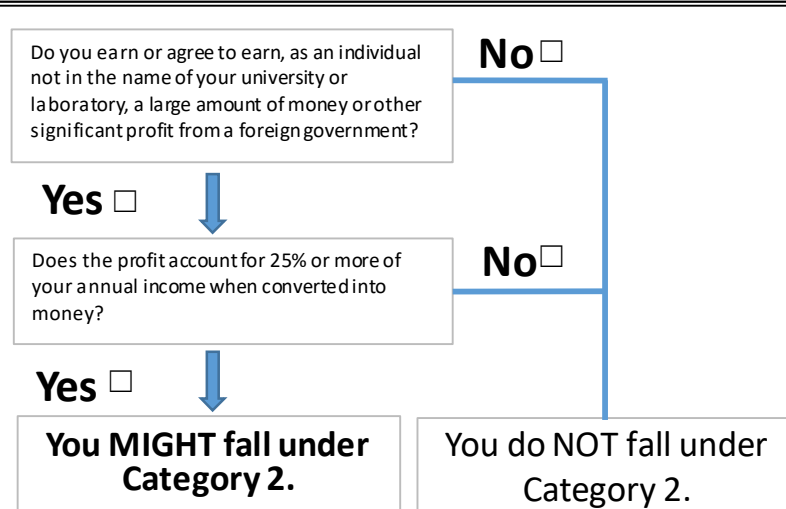 Do you earn or agree to earn, as an individual
not in the name of your university or
laboratory, a large amount of money or other
significant profit from a foreign government?
No □
Yes □
Does the profit account for 25% or more of
your annual income when converted into
money?
No □
Yes □
You MIGHT fall under
Category 2.
You do NOT fall under
Category 2.